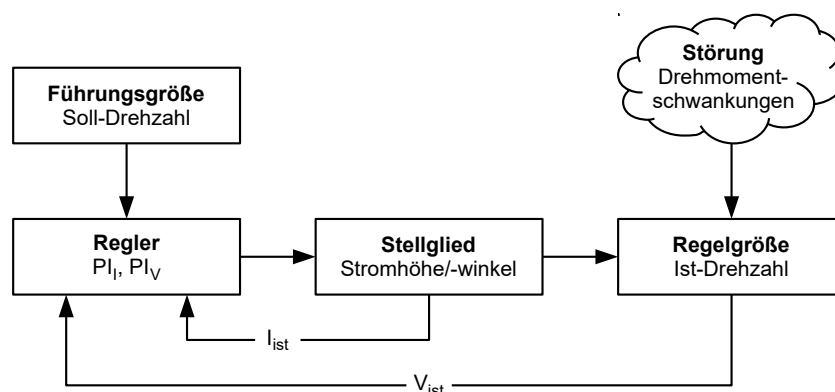 Störung
Drehmoment-
schwankungen
Führungsgröße
Soll-Drehzahl
Regler
PI_I, PI_V
Stellglied
Stromhöhe/-winkel
Regelgröße
Ist-Drehzahl
I_ist
V_ist